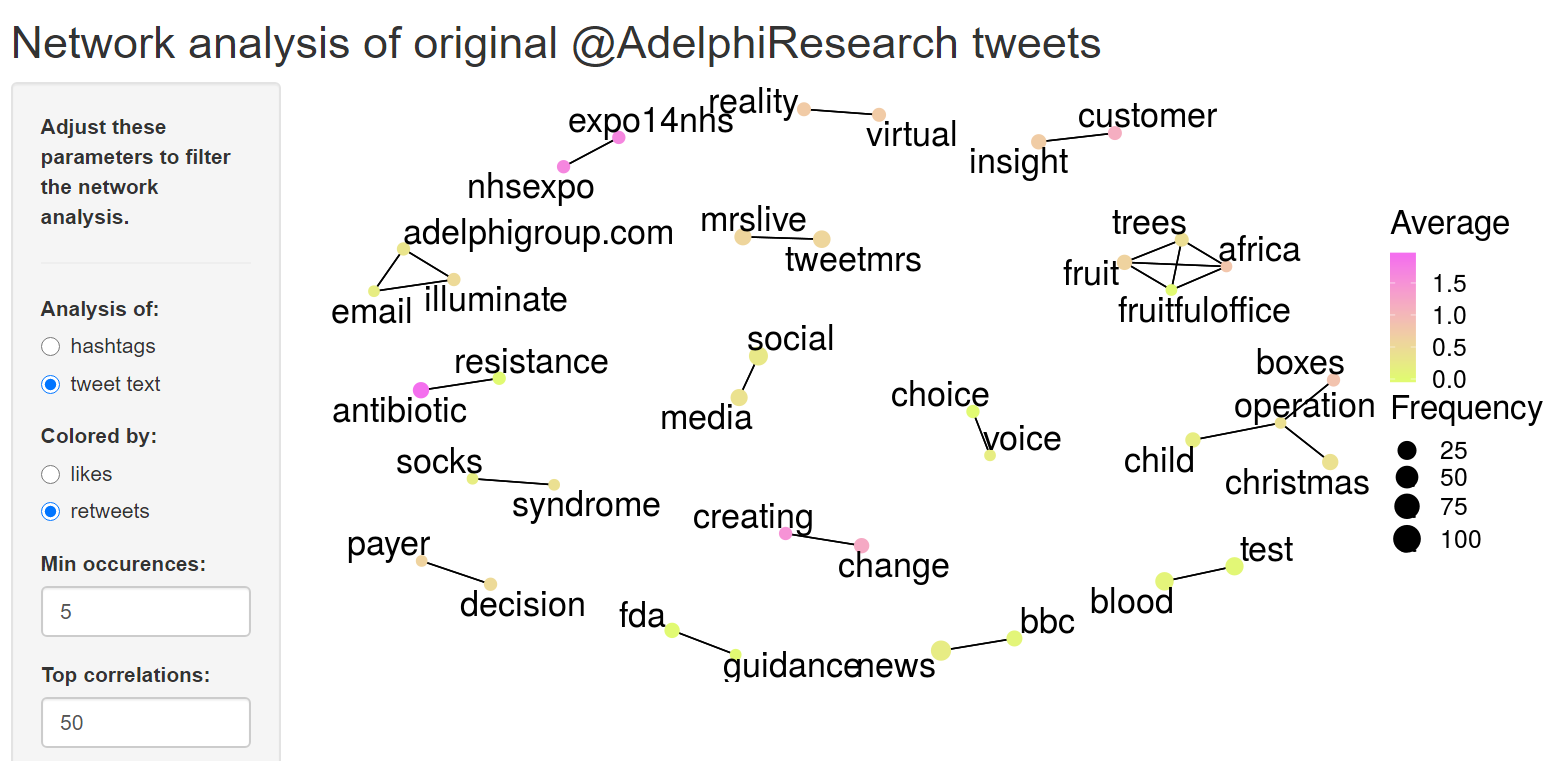 Network analysis of original @AdelphiResearch tweets
Adjust these
parameters to filter
the network
analysis.
Analysis of:
hashtags
tweet text
Colored by:
likes
retweets
Min occurences:
5
Top correlations:
50
reality
expo14nhs
virtual
customer
insight
nhsexpo
adelphigroup.com
mrslive
tweetmrs
trees
africa
fruit
fruitfuloffice
email
illuminate
social
resistance
media
antibiotic
choice
voice
boxes
operation
child
christmas
socks
syndrome
creating
change
payer
decision
test
blood
fda
guidance
news
bbc
Average
1.5
1.0
0.5
0.0
Frequency
25
50
75
100